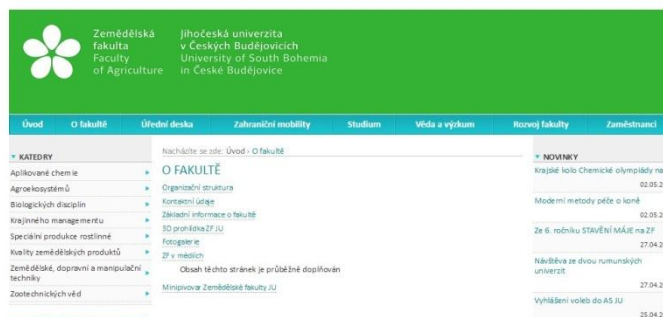 Zemědělská
fakulta
Faculty
of Agriculture
Jihočeská univerzita
v Českých Budějovicích
University of South Bohemia
in České Budějovice
Úvod O fakultě Úřední deska Zahraniční mobility Studium Věda a výzkum Rozvoj fakulty Zaměstnanci
KATEDRY
Aplikované chemie
Agroekosystémů
Biologických disciplin
Krajinného managementu
Speciální produkce rostlinné
Kvality zemědělských produktů
Zemědělské, dopravní a manipulační
techniky
Zootechnických věd
Nacházíte se zde: Úvod › O fakultě
O FAKULTĚ
Organizační struktura
Kontaktní údaje
Základní informace o fakultě
3D prohlídka ZF JU
Fotogalerie
ZF v médiích
Obsah těchto stránek je průběžně doplňován
Minipivovar Zemědělské fakulty JU
NOVINKY
Krajské kolo Chemické olympiády na
02.05.2
Moderní metody péče o koně
02.05.2
Ze 6. ročníku STAVĚNÍ MÁJE na ZF
27.04.2
Návštěva ze dvou rumunských
univerzit
27.04.2
Vyhlášení voleb do AS JU
25.04.2